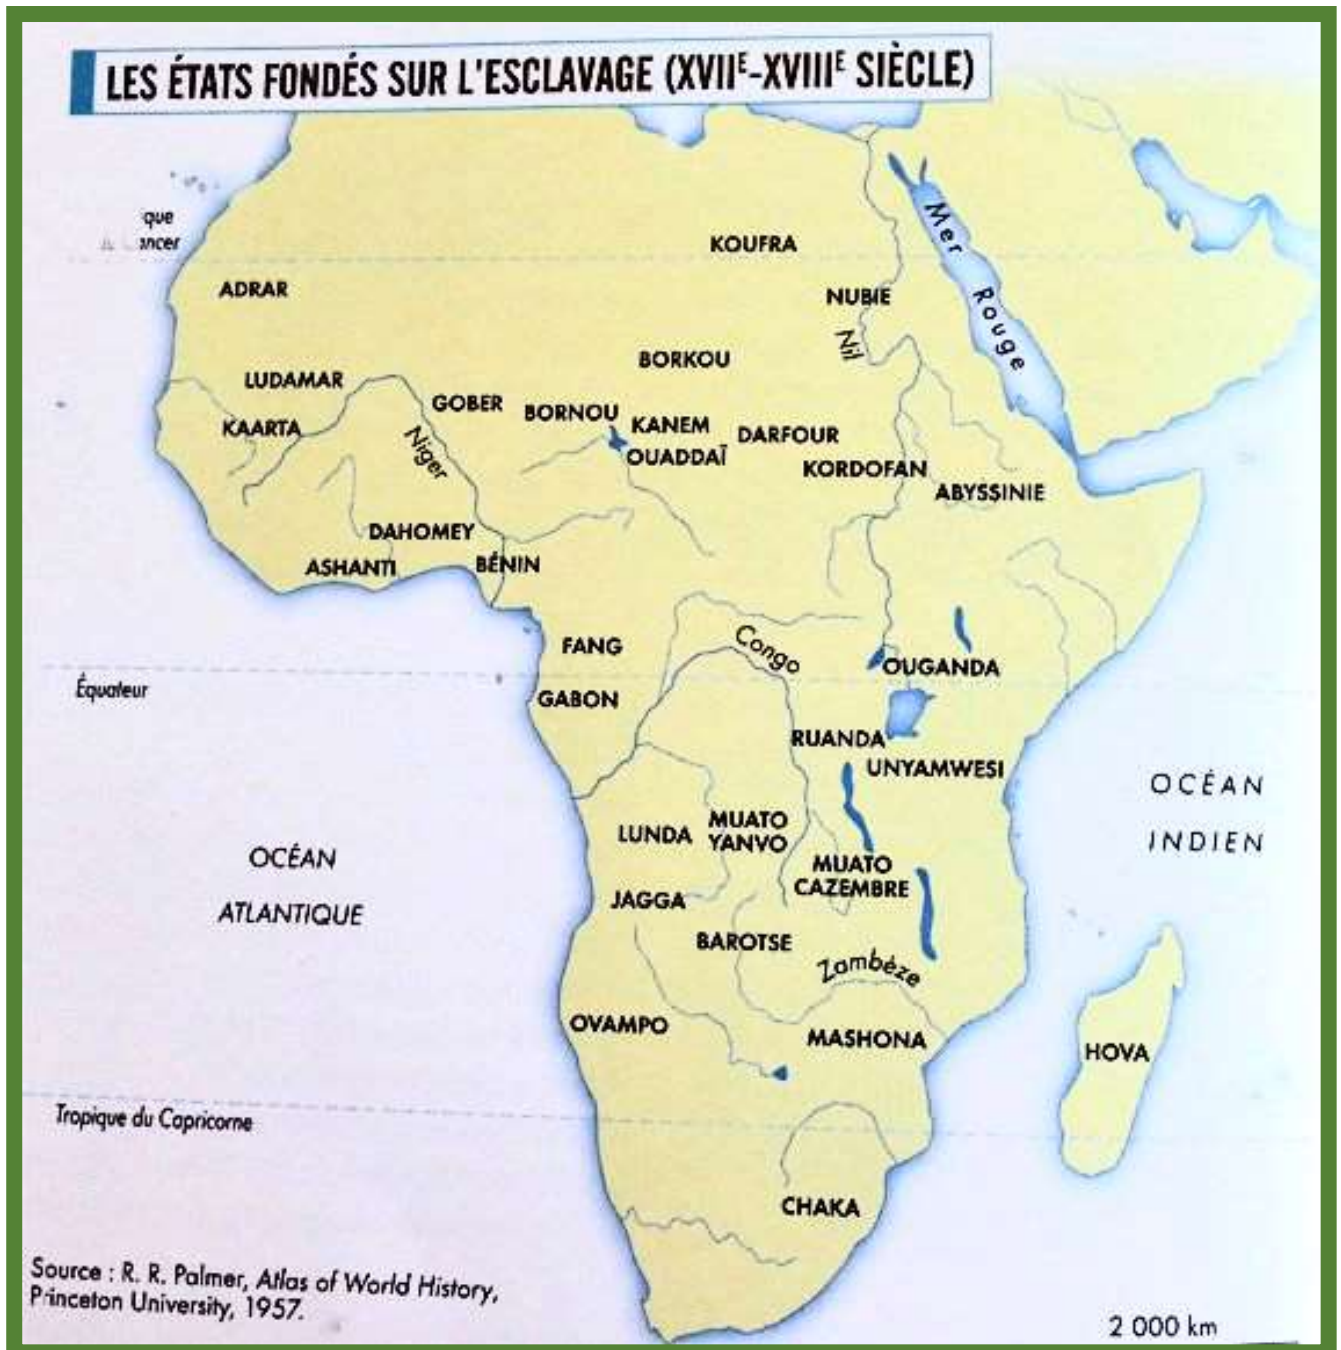 LES ÉTATS FONDÉS SUR L'ESCLAVAGE (XVIIE-XVIIIE SIÈCLE)
Mer Rouge
KOUFRA
ADRAR
NUBIE
Nil
BORKOU
LUDAMAR
GOBER
BORNOU
KANEM
KAARTA
Niger
DARFOUR
OUADDAÏ
KORDOFAN
ABYSSINIE
DAHOMEY
ASHANTI
BÉNIN
FANG
Congo
OUGANDA
Équateur
GABON
RUANDA
UNYAMWESI
OCÉAN
INDIEN
LUNDA
MUATO
YANVO
OCÉAN
ATLANTIQUE
MUATO
CAZEMBRE
JAGGA
BAROTSE
Zambèze
OVAMPO
MASHONA
HOVA
Tropique du Capricorne
CHAKA
Source : R. R. Palmer, Atlas of World History,
Princeton University, 1957.
2 000 km